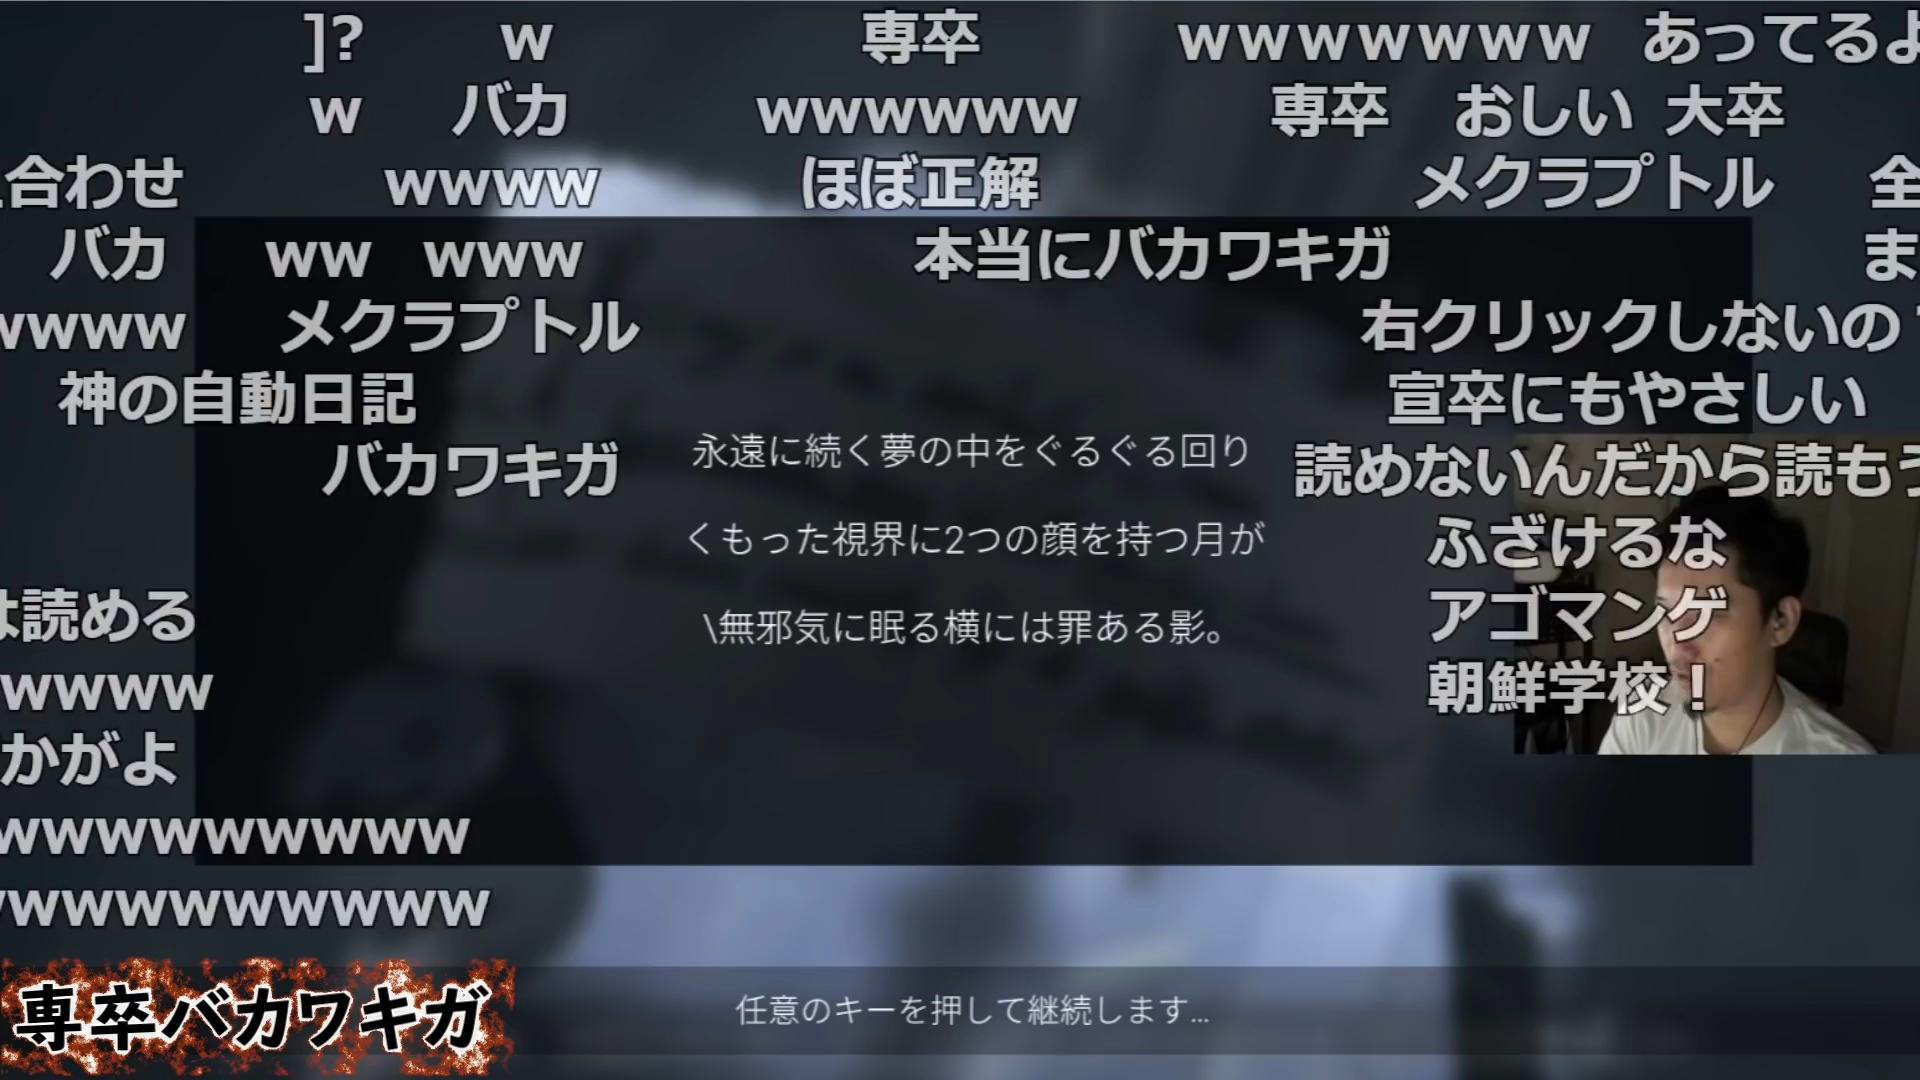 ]? w 専卒 wwwwwwww あってるよ
w バカ wwwwww 専卒 おしい 大卒
合わせ wwww ほぼ正解 メクラプトル 全
バカ ww www 本当にバカワキガ ま
wwww メクラプトル 右クリックしないの
神の自動日記 宣卒にもやさしい
永遠に続く夢の中をぐるぐる回り
バカワキガ 読めないんだから読もう
くもった視界に2つの顔を持つ月が ふざけるな
は読める \無邪気に眠る横には罪ある影。 アゴマンゲ
wwww 朝鮮学校！
かがよ
wwwwwwwww
wwwwwwwwww
専卒バカワキガ 任意のキーを押して継続します...